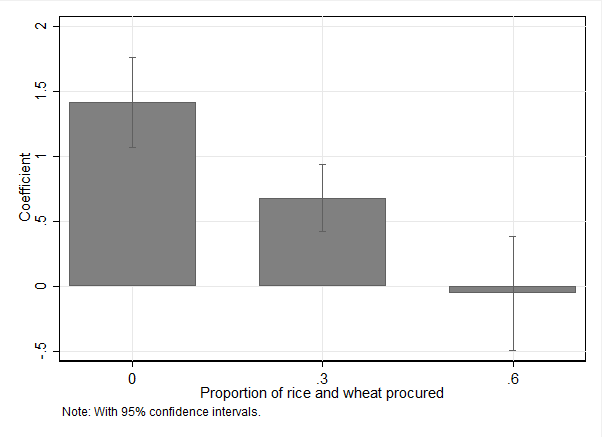 2
1.5
1
.5
0
-.5
Coefficient
0 .3 .6
Proportion of rice and wheat procured
Note: With 95% confidence intervals.